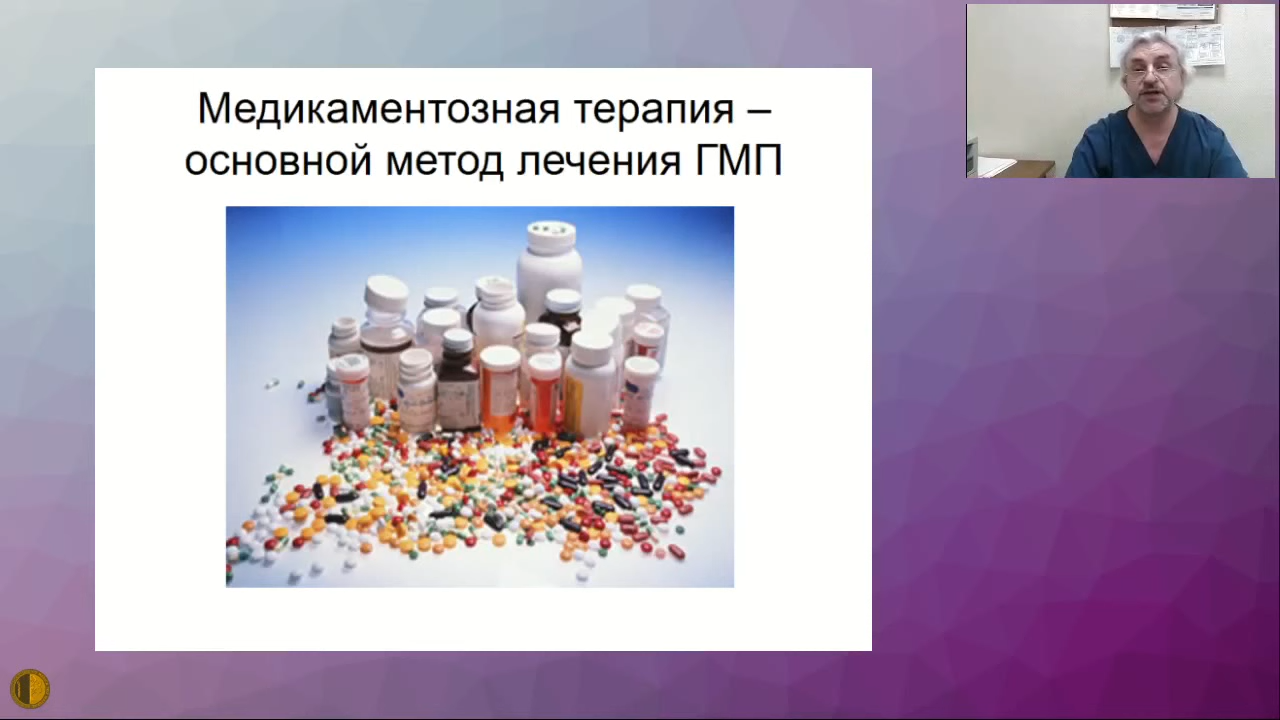 Медикаментозная терапия –
основной метод лечения ГМП